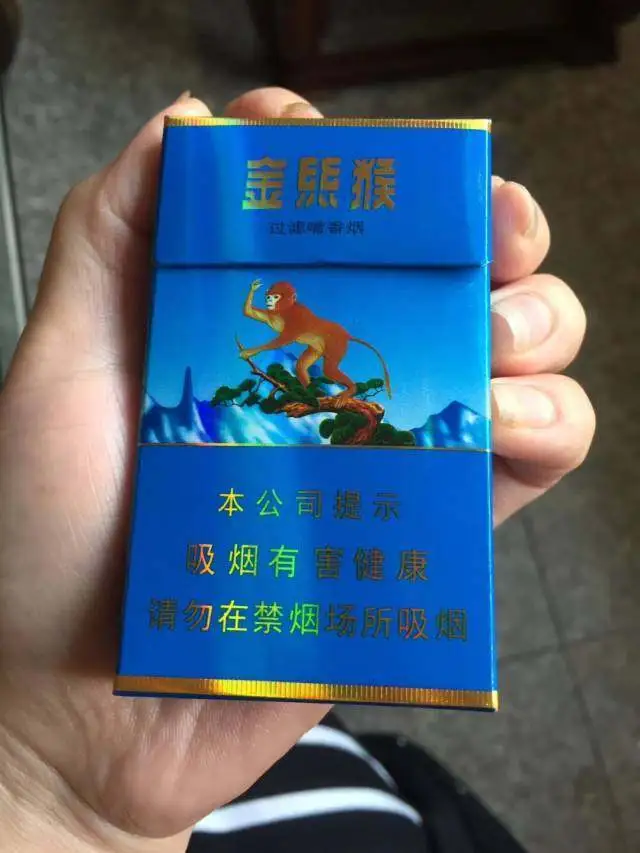 金熊猴
过滤嘴香烟
本公司提示
吸烟有害健康
请勿在禁烟场所吸烟